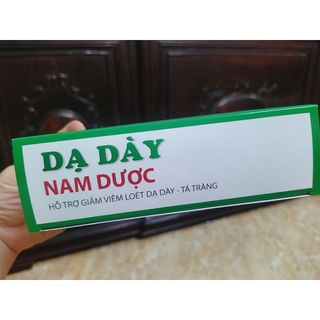 DẠ DÀY
NAM DƯỢC
HỖ TRỢ GIẢM VIÊM LOÉT DẠ DÀY - TÁ TRÀNG